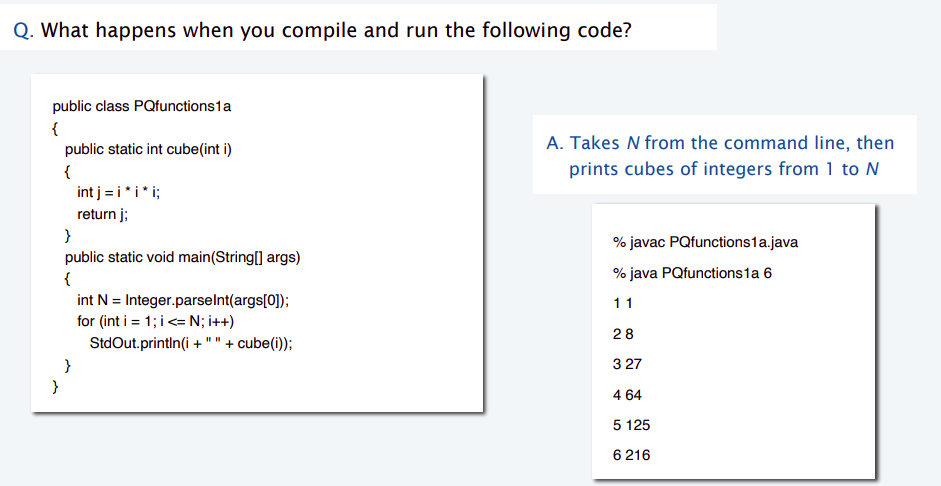 Q. What happens when you compile and run the following code?
public class PQfunctions1a
{
public static int cube(int i)
{
int j = i * i * i;
return j;
}
public static void main(String[] args)
{
int N = Integer.parseInt(args[0]);
for (int i = 1; i <= N; i++)
StdOut.println(i + " " + cube(i));
}
}
A. Takes N from the command line, then
prints cubes of integers from 1 to N
% javac PQfunctions1a.java
% java PQfunctions1a 6
1 1
2 8
3 27
4 64
5 125
6 216